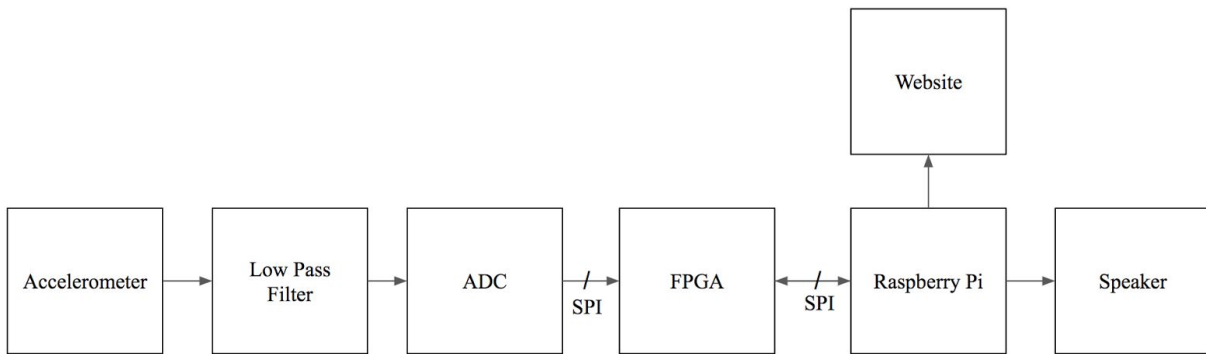 Website
Accelerometer
Low Pass
Filter
ADC
SPI
FPGA
SPI
Raspberry Pi
Speaker